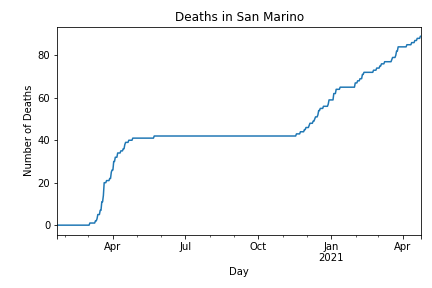 Deaths in San Marino
Number of Deaths
80
60
40
20
0
Apr
Jul
Oct
Jan
2021
Apr
Day